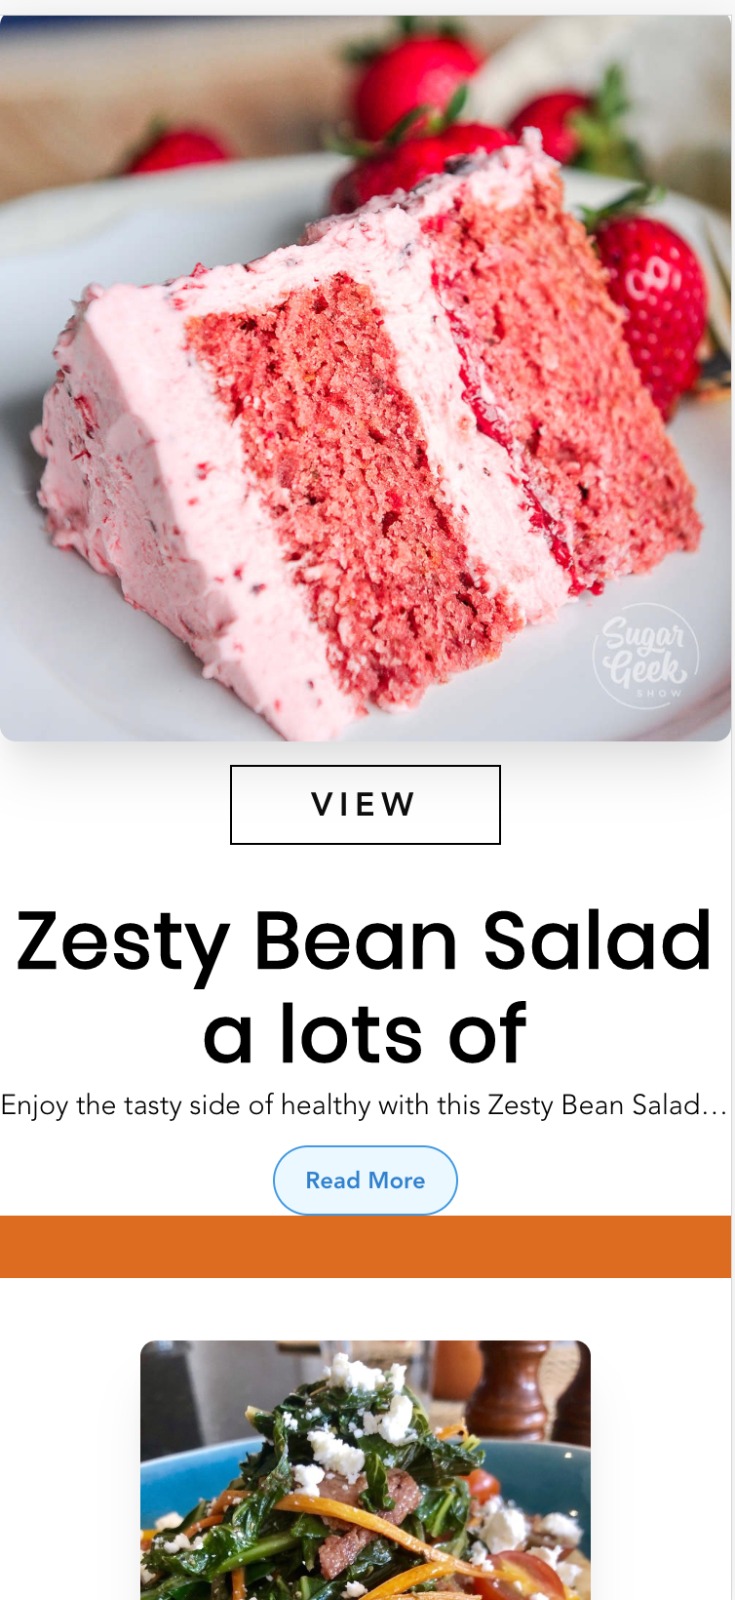 Sugar
Geek
SHOW
VIEW
Zesty Bean Salad
a lots of
Enjoy the tasty side of healthy with this Zesty Bean Salad...
Read More